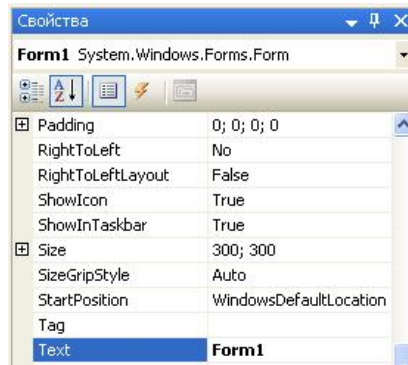 Свойства
Form1 System.Windows.Forms.Form
Padding 0; 0; 0; 0
RightToLeft No
RightToLeftLayout False
ShowIcon True
ShowInTaskbar True
Size 300; 300
SizeGripStyle Auto
StartPosition WindowsDefaultLocation
Tag
Text Form1